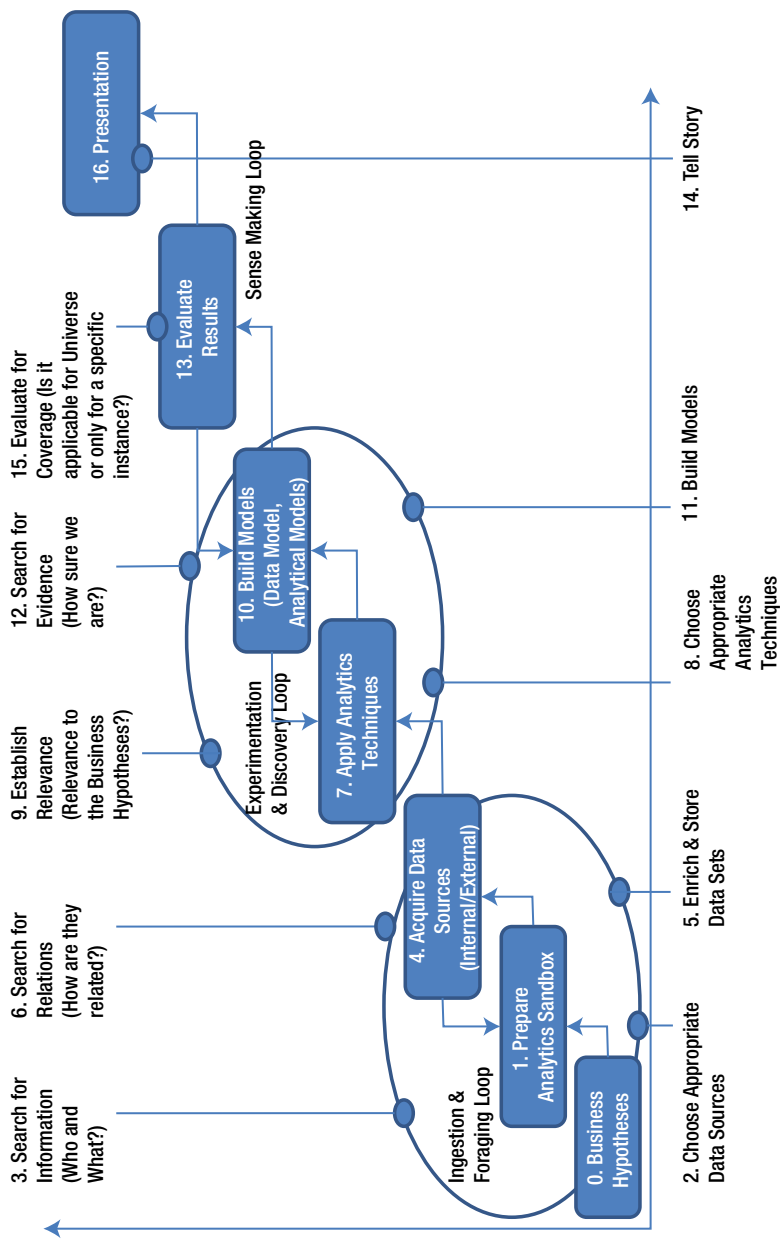 3. Search for
Information
(Who and
What?)
6. Search for
Relations
(How are they
related?)
9. Establish
Relevance
(Relevance to
the Business
Hypotheses?)
12. Search for
Evidence
(How sure we
are?)
15. Evaluate for
Coverage (Is it
applicable for Universe
or only for a specific
instance?)
16. Presentation
13. Evaluate
Results
Sense Making Loop
10. Build Models
(Data Model,
Analytical Models)
Experimentation
& Discovery Loop
7. Apply Analytics
Techniques
4. Acquire Data
Sources
(Internal/External)
Ingestion &
Foraging Loop
1. Prepare
Analytics Sandbox
0. Business
Hypotheses
2. Choose Appropriate
Data Sources
5. Enrich & Store
Data Sets
8. Choose
Appropriate
Analytics
Techniques
11. Build Models
14. Tell Story